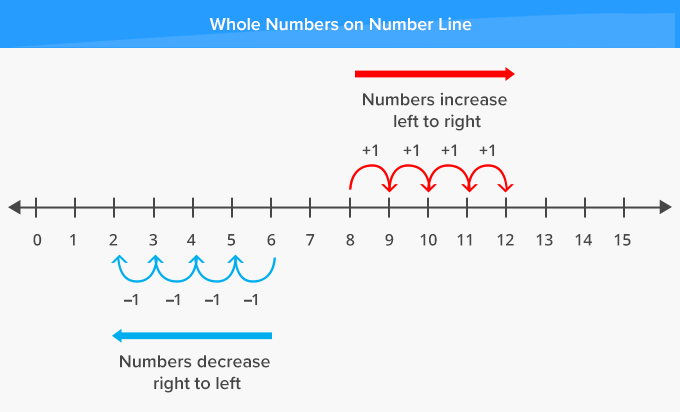 Whole Numbers on Number Line
Numbers increase
left to right
+1 +1 +1 +1
0 1 2 3 4 5 6 7 8 9 10 11 12 13 14 15
–1 –1 –1 –1
Numbers decrease
right to left